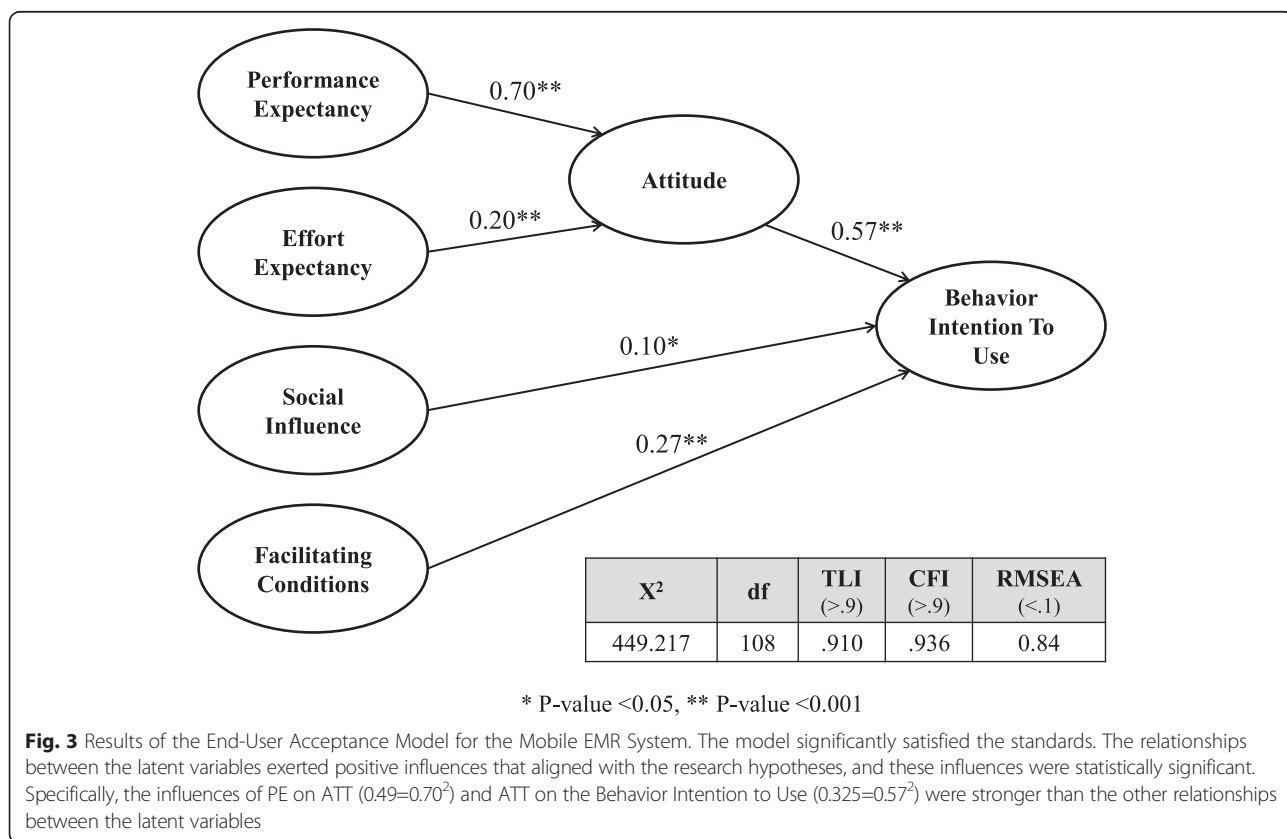 Performance
Expectancy
0.70**
Attitude
Effort
Expectancy
0.20**
0.57**
Behavior
Intention To
Use
Social
Influence
0.10*
0.27**
Facilitating
Conditions
X² df TLI CFI RMSEA
(>.9) (>.9) (<.1)
449.217 108 .910 .936 0.84
* P-value <0.05, ** P-value <0.001
Fig. 3 Results of the End-User Acceptance Model for the Mobile EMR System. The model significantly satisfied the standards. The relationships
between the latent variables exerted positive influences that aligned with the research hypotheses, and these influences were statistically significant.
Specifically, the influences of PE on ATT (0.49=0.70²) and ATT on the Behavior Intention to Use (0.325=0.57²) were stronger than the other relationships
between the latent variables